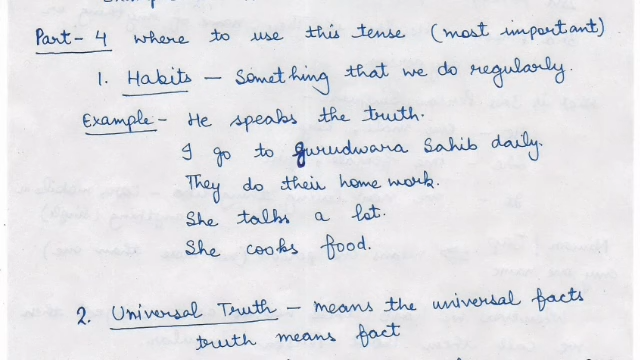 Part-4 where to use this tense (most important)
1. Habits - Something that we do regularly.
Example - He speaks the truth.
I go to gurudwara Sahib daily.
They do their home work.
She talks a lot.
She cooks food.
2. Universal Truth - means the universal facts
truth means fact